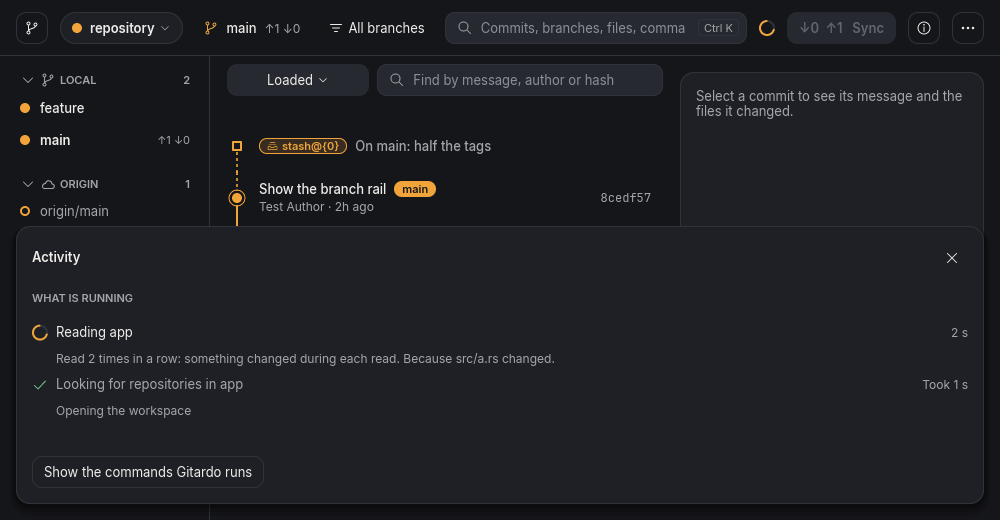 repository
main ↑1 ↓0
All branches
Commits, branches, files, comma
Ctrl K
↓0 ↑1 Sync
LOCAL 2
feature
main ↑1 ↓0
ORIGIN 1
origin/main
Loaded
Find by message, author or hash
stash@{0} On main: half the tags
Show the branch rail main
Test Author · 2h ago
8cedf57
Select a commit to see its message and the
files it changed.
Activity
WHAT IS RUNNING
Reading app 2 s
Read 2 times in a row: something changed during each read. Because src/a.rs changed.
Looking for repositories in app Took 1 s
Opening the workspace
Show the commands Gitardo runs